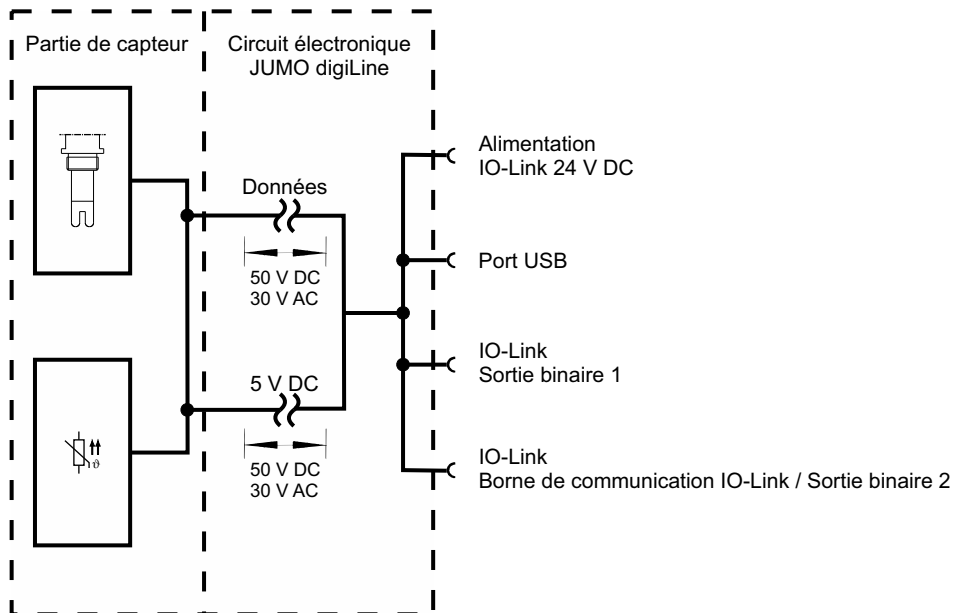 Partie de capteur
Circuit électronique
JUMO digiLine
Données
50 V DC
30 V AC
5 V DC
50 V DC
30 V AC
ϑ
Alimentation
IO-Link 24 V DC
Port USB
IO-Link
Sortie binaire 1
IO-Link
Borne de communication IO-Link / Sortie binaire 2